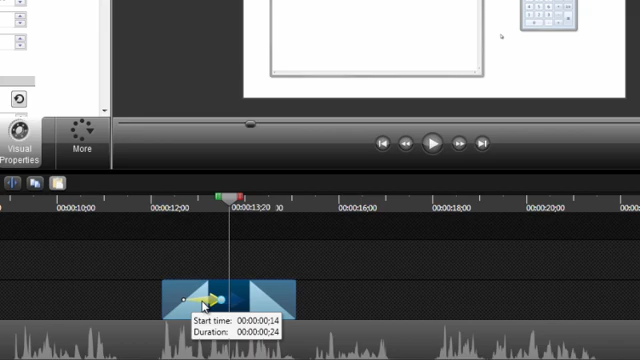 Visual
Properties
More
00:00:10;00
00:00:12;00
00:00:13;20
00:00:16;00
00:00:18;00
00:00:20;00
Start time: 00:00:00;14
Duration: 00:00:00;24